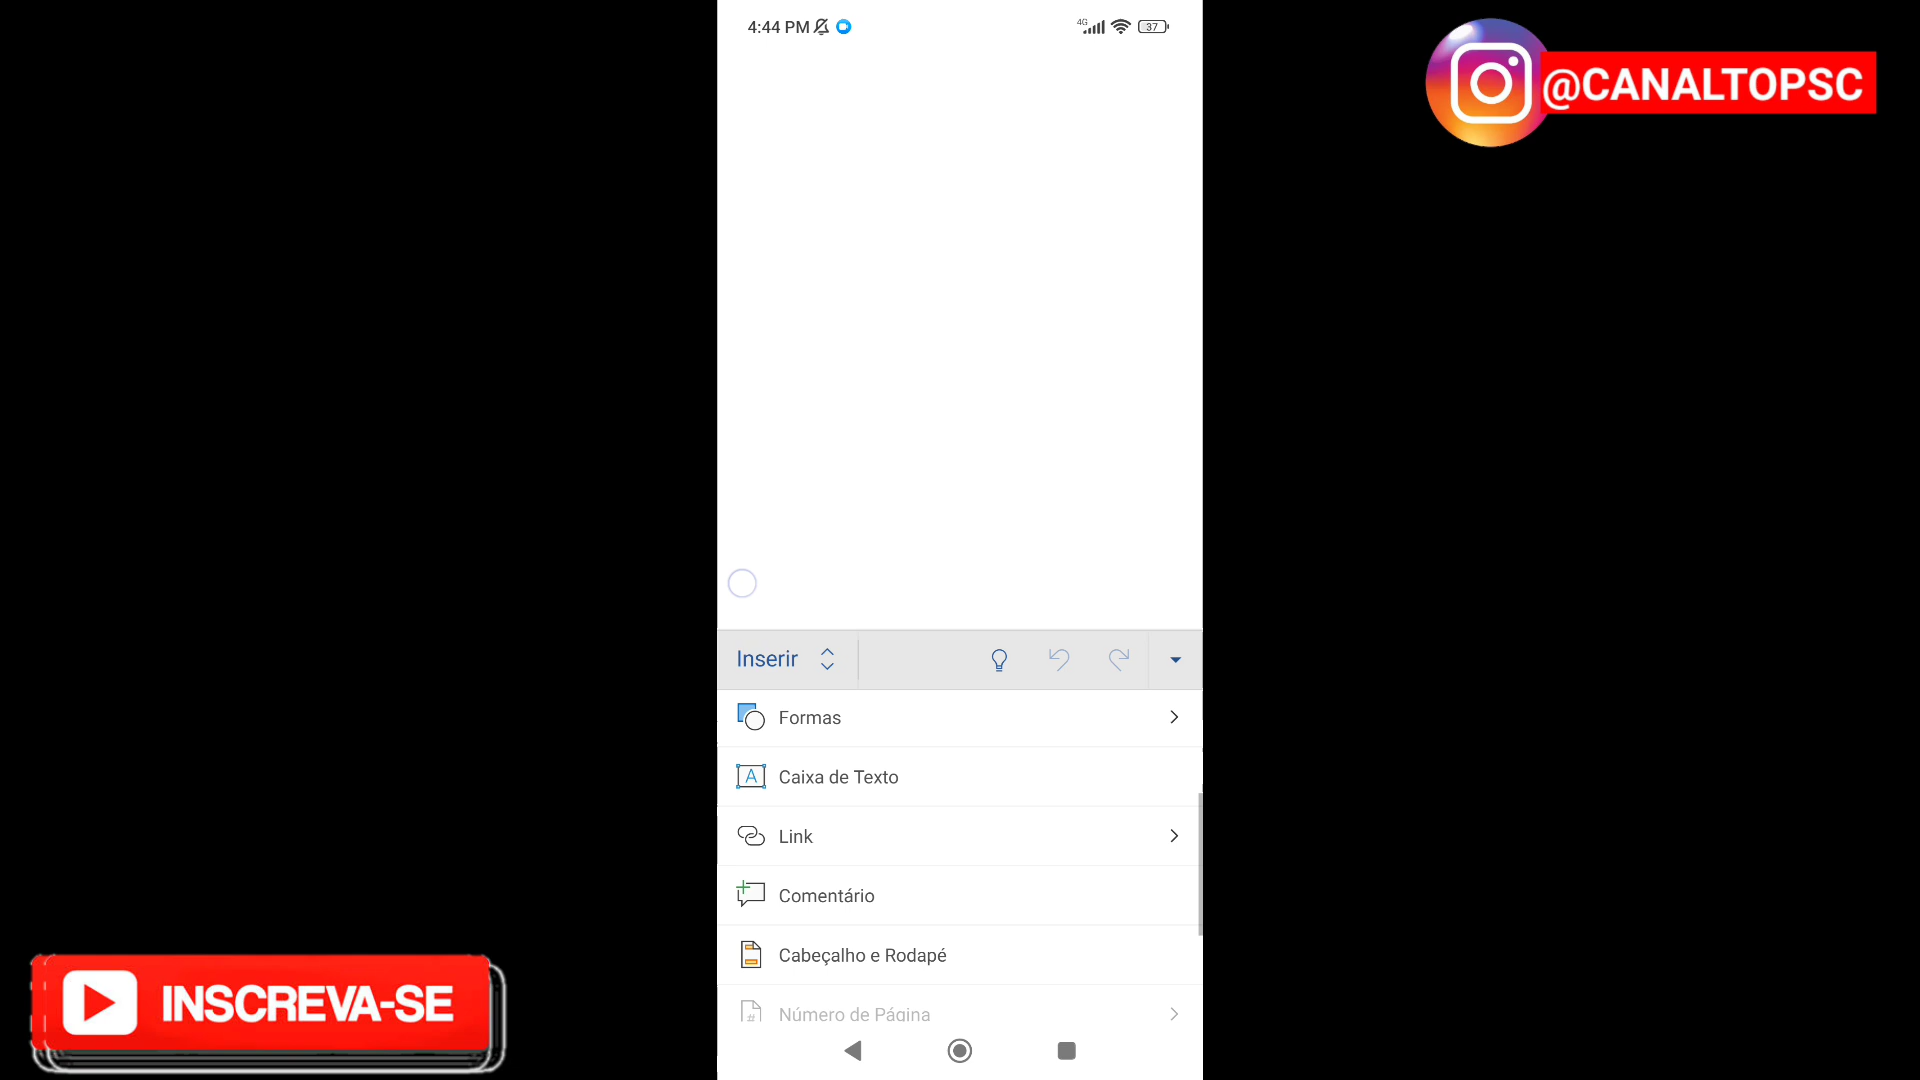 4:44 PM
4G
37
@CANALTOPSC
Inserir
Formas
A
Caixa de Texto
Link
Comentário
Cabeçalho e Rodapé
#
Número de Página
INSCREVA-SE